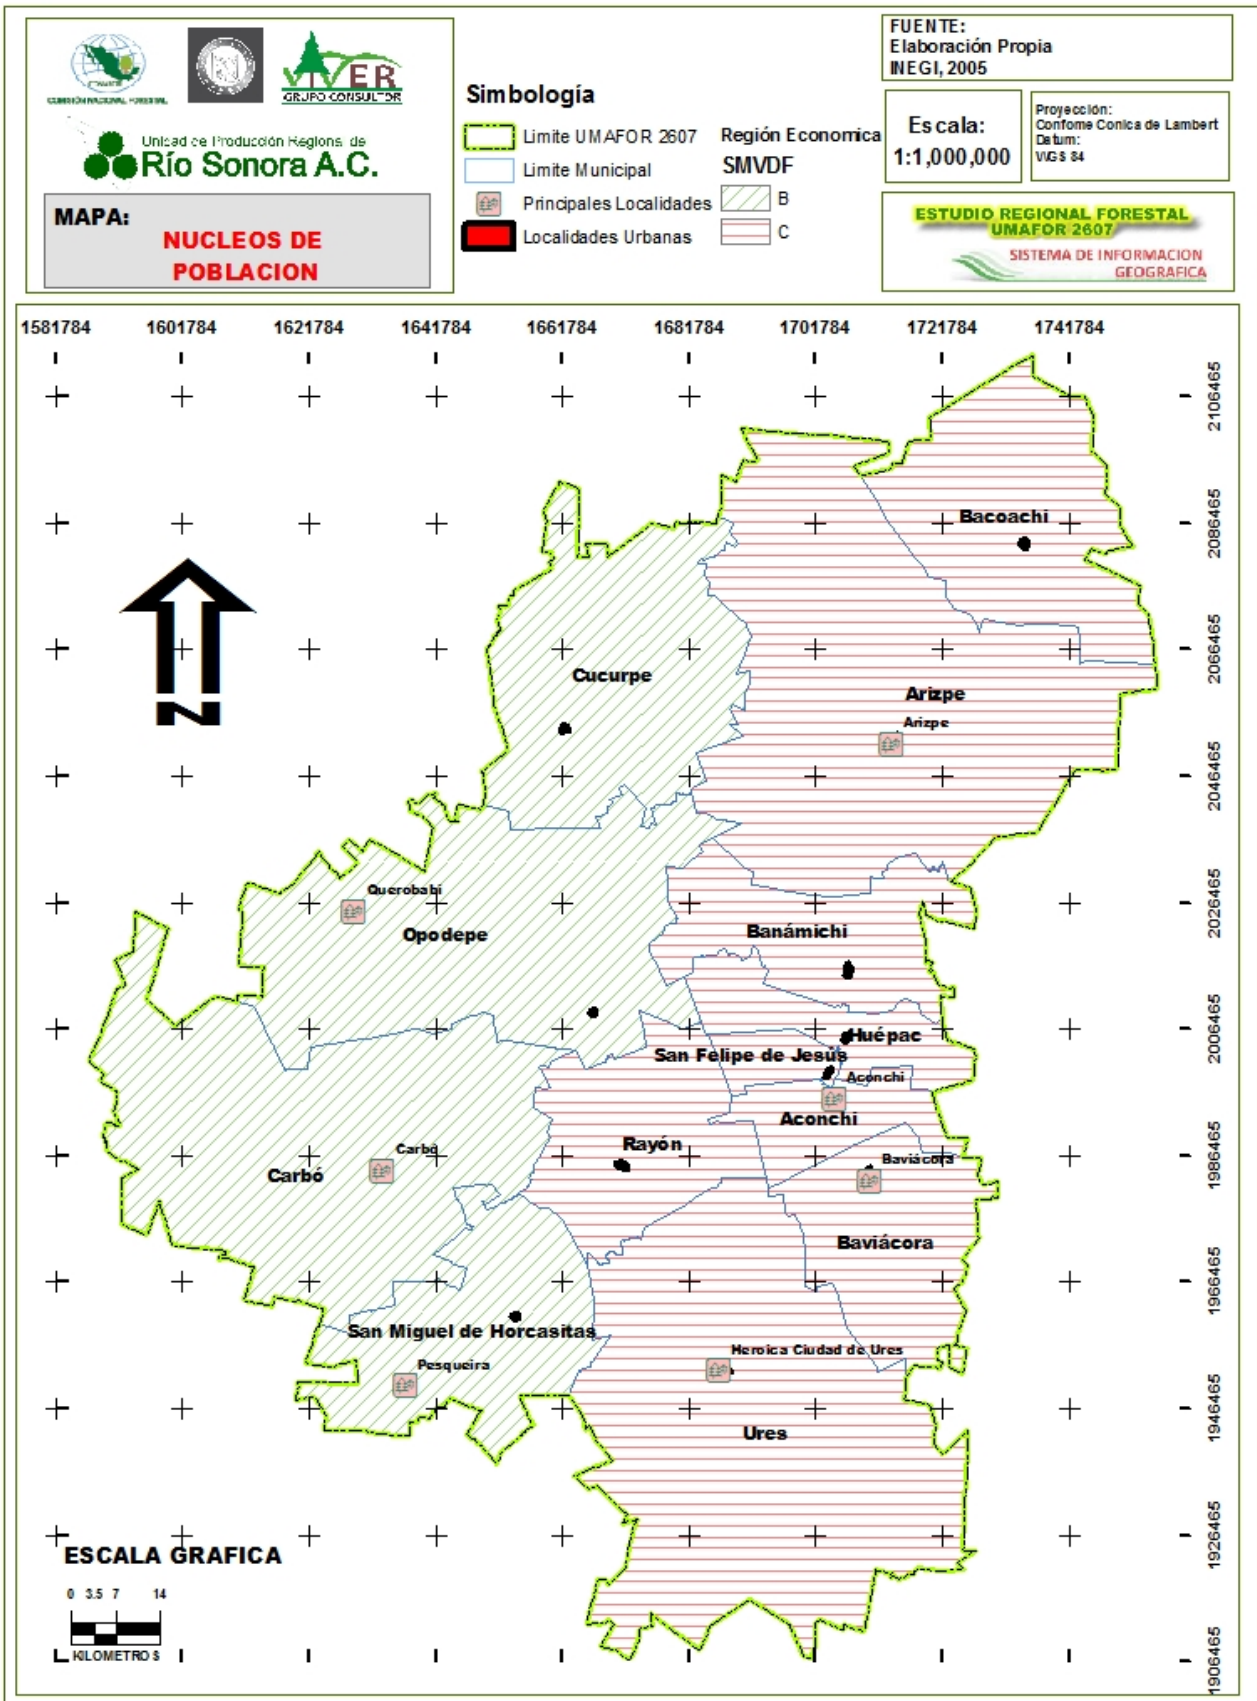 COMISIÓN NACIONAL FORESTAL
VIVER
GRUPO CONSULTOR
Unidad de Producción Regional de
Río Sonora A.C.
MAPA:
NUCLEOS DE
POBLACION
Simbología
Limite UMAFOR 2607
Limite Municipal
Principales Localidades
Localidades Urbanas
Región Economica
SMVDF
B
C
FUENTE:
Elaboración Propia
INEGI, 2005
Escala:
1:1,000,000
Proyección:
Confome Conica de Lambert
Datum:
WGS 84
ESTUDIO REGIONAL FORESTAL
UMAFOR 2607
SISTEMA DE INFORMACION
GEOGRAFICA
1581784 1601784 1621784 1641784 1661784 1681784 1701784 1721784 1741784
2106465
Bacoachi
2086465
N
2066465
Cucurpe
Arizpe
Arizpe
2046465
Querobabi
2026465
Opodepe
Banámichi
2006465
Huépac
San Felipe de Jesús
Aconchi
Aconchi
Rayón
Carbó
Carbó
Baviácora
1986465
Baviácora
1966465
San Miguel de Horcasitas
Heroica Ciudad de Ures
Pesqueira
1946465
Ures
1926465
ESCALA GRAFICA
0 3.5 7 14
KILOMETROS
1906465